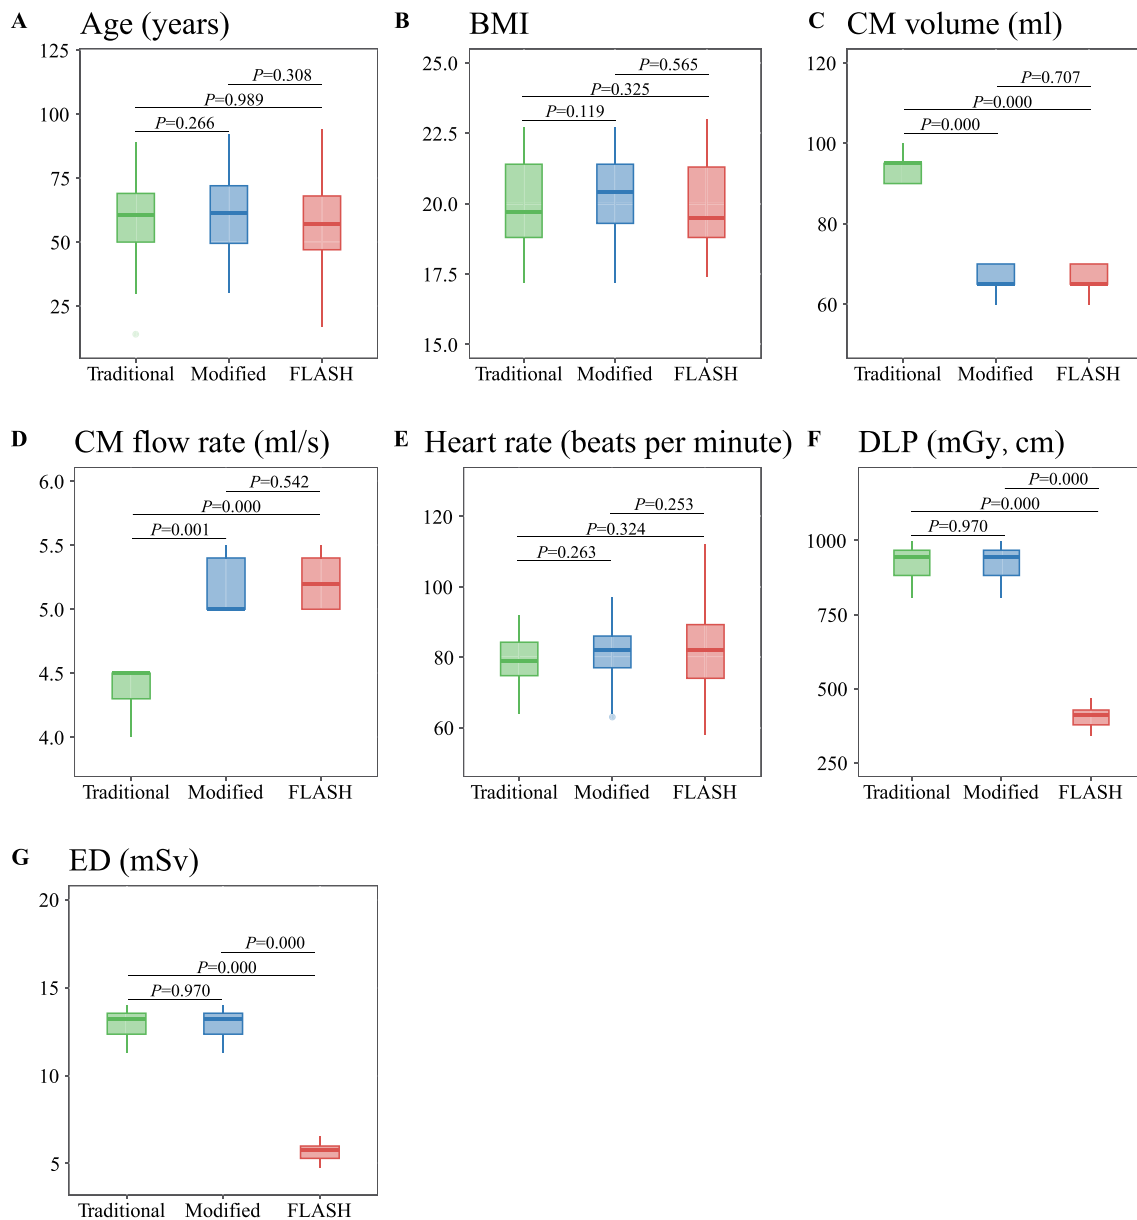 A Age (years)
125
100
75
50
25
P=0.308
P=0.989
P=0.266
Traditional Modified FLASH
B BMI
25.0
22.5
20.0
17.5
15.0
P=0.565
P=0.325
P=0.119
Traditional Modified FLASH
C CM volume (ml)
120
100
80
60
P=0.707
P=0.000
P=0.000
Traditional Modified FLASH
D CM flow rate (ml/s)
6.0
5.5
5.0
4.5
4.0
P=0.542
P=0.000
P=0.001
Traditional Modified FLASH
E Heart rate (beats per minute)
120
100
80
60
P=0.253
P=0.324
P=0.263
Traditional Modified FLASH
F DLP (mGy, cm)
1000
750
500
250
P=0.000
P=0.000
P=0.970
Traditional Modified FLASH
G ED (mSv)
20
15
10
5
P=0.000
P=0.000
P=0.970
Traditional Modified FLASH